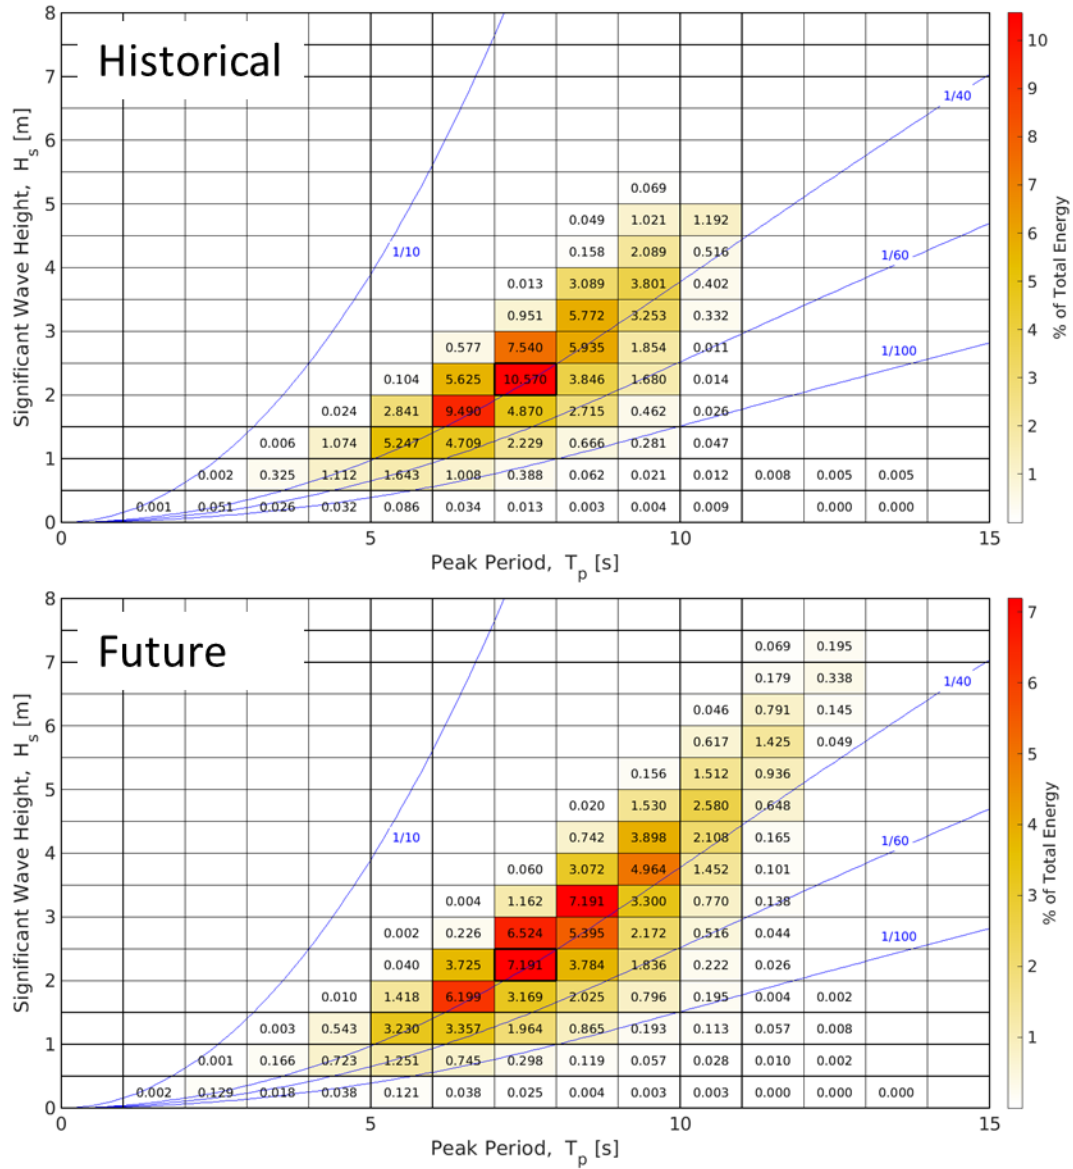 Historical
8
7
6
5
4
3
2
1
0
Significant Wave Height, H_s [m]
1/10
1/40
1/60
1/100
0.069
0.049 1.021 1.192
0.158 2.089 0.516
0.013 3.089 3.801 0.402
0.951 5.772 3.253 0.332
0.577 7.540 5.935 1.854 0.011
0.104 5.625 10.570 3.846 1.680 0.014
0.024 2.841 9.490 4.870 2.715 0.462 0.026
0.006 1.074 5.247 4.709 2.229 0.666 0.281 0.047
0.002 0.325 1.112 1.643 1.008 0.388 0.062 0.021 0.012 0.008 0.005 0.005
0.001 0.051 0.026 0.032 0.086 0.034 0.013 0.003 0.004 0.009 0.000 0.000
0 5 10 15
Peak Period, T_p [s]
10
9
8
7
6
5
4
3
2
1
% of Total Energy
Future
8
7
6
5
4
3
2
1
0
Significant Wave Height, H_s [m]
1/10
1/40
1/60
1/100
0.069 0.195
0.179 0.338
0.046 0.791 0.145
0.617 1.425 0.049
0.156 1.512 0.936
0.020 1.530 2.580 0.648
0.742 3.898 2.108 0.165
0.060 3.072 4.964 1.452 0.101
0.004 1.162 7.191 3.300 0.770 0.138
0.002 0.226 6.524 5.395 2.172 0.516 0.044
0.040 3.725 7.191 3.784 1.836 0.222 0.026
0.010 1.418 6.199 3.169 2.025 0.796 0.195 0.004 0.002
0.003 0.543 3.230 3.357 1.964 0.865 0.193 0.113 0.057 0.008
0.001 0.166 0.723 1.251 0.745 0.298 0.119 0.057 0.028 0.010 0.002
0.002 0.129 0.018 0.038 0.121 0.038 0.025 0.004 0.003 0.003 0.000 0.000 0.000
0 5 10 15
Peak Period, T_p [s]
7
6
5
4
3
2
1
% of Total Energy